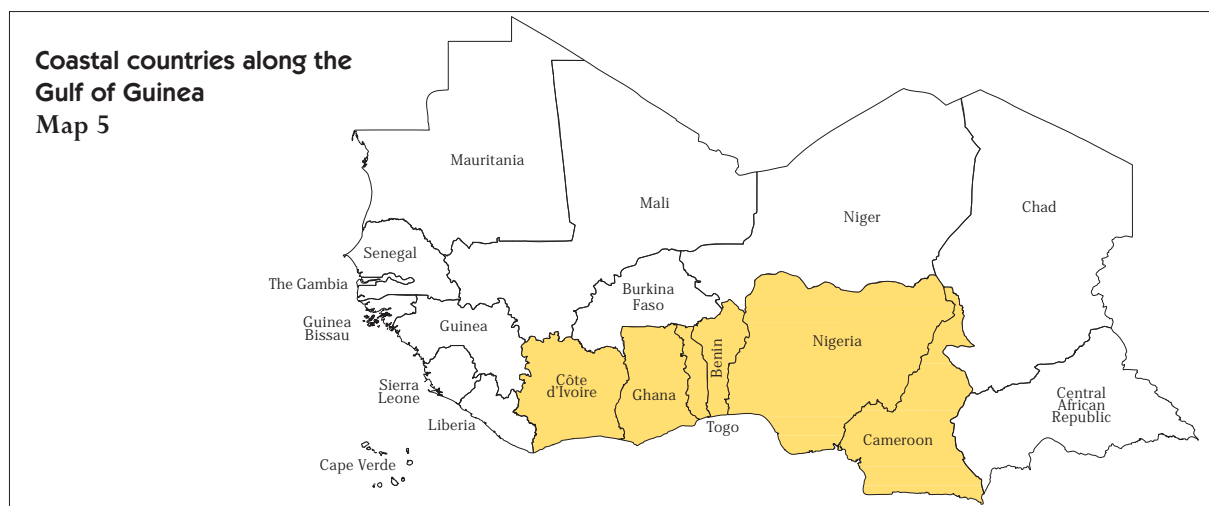 Coastal countries along the
Gulf of Guinea
Map 5
Mauritania
Mali
Niger
Chad
Senegal
The Gambia
Guinea
Bissau
Guinea
Burkina
Faso
Sierra
Leone
Liberia
Côte
d'Ivoire
Ghana
Togo
Benin
Nigeria
Cameroon
Central
African
Republic
Cape Verde